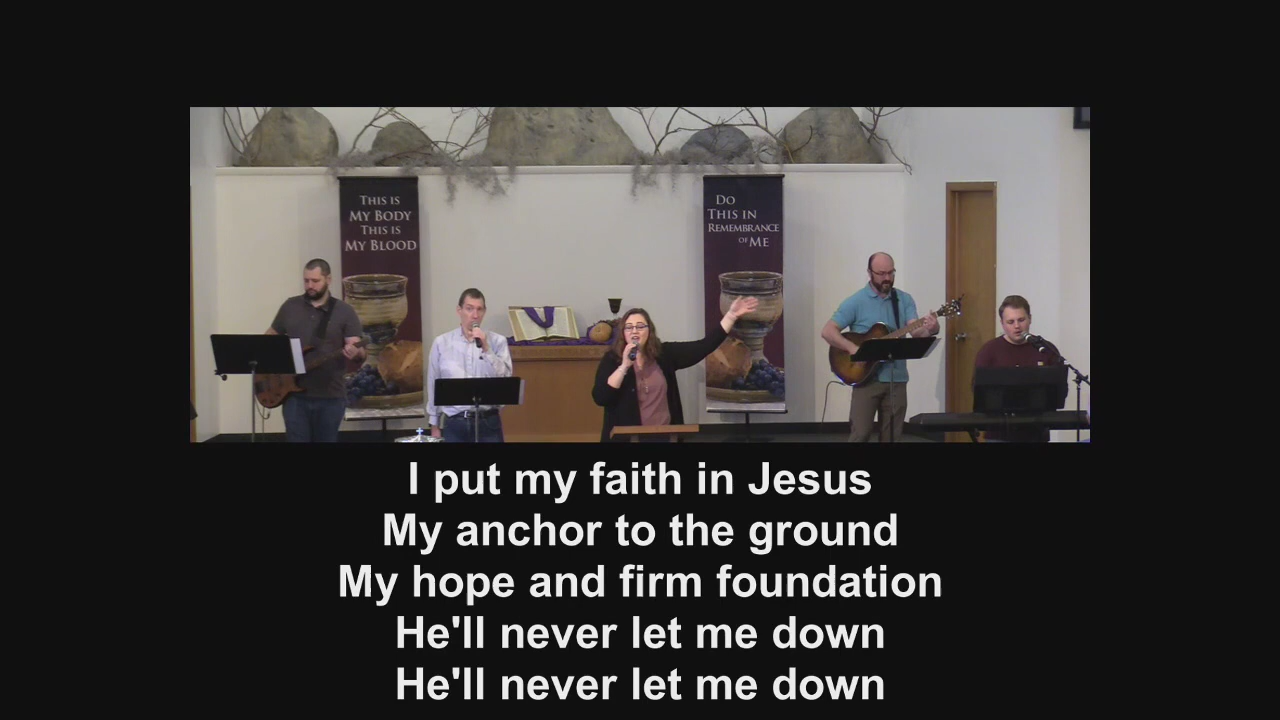 THIS IS
MY BODY
THIS IS
MY BLOOD
DO
THIS IN
REMEMBRANCE
OF ME
I put my faith in Jesus
My anchor to the ground
My hope and firm foundation
He'll never let me down
He'll never let me down